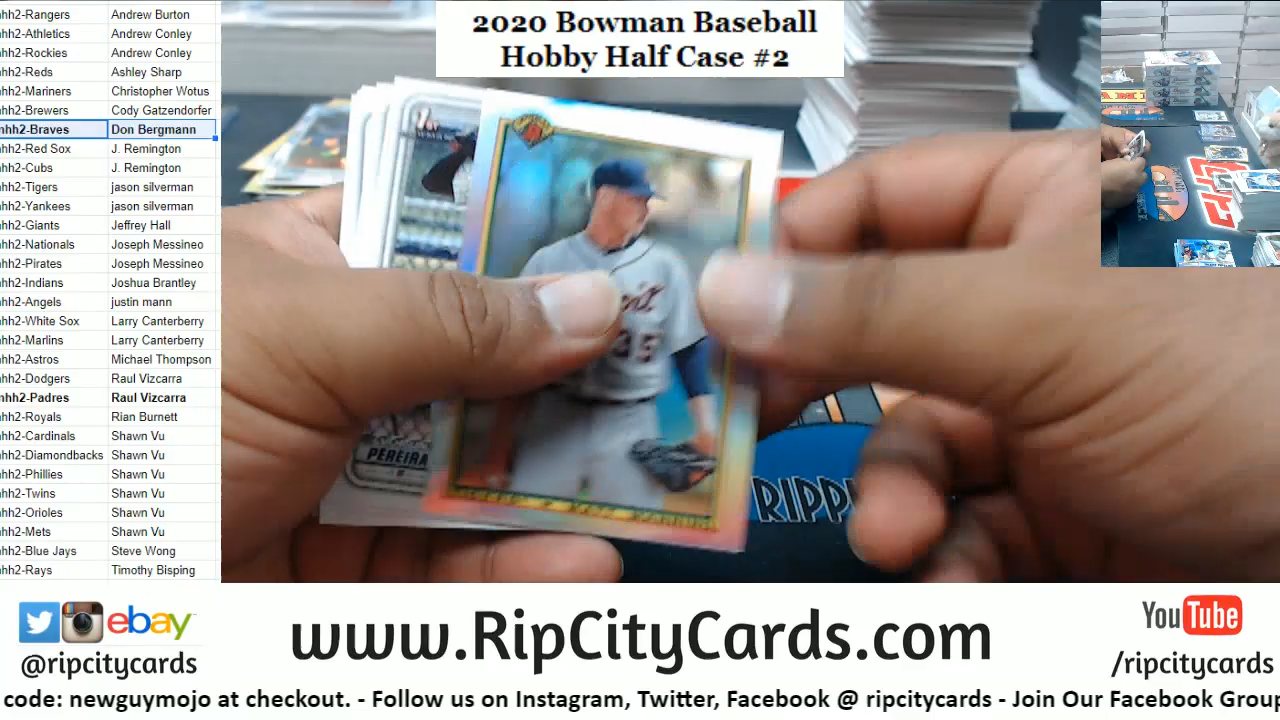 2020 Bowman Baseball
Hobby Half Case #2
hh2-Rangers Andrew Burton
hh2-Athletics Andrew Conley
hh2-Rockies Andrew Conley
hh2-Reds Ashley Sharp
hh2-Mariners Christopher Wotus
hh2-Brewers Cody Gatzendorfer
hh2-Braves Don Bergmann
hh2-Red Sox J. Remington
hh2-Cubs J. Remington
hh2-Tigers jason silverman
hh2-Yankees jason silverman
hh2-Giants Jeffrey Hall
hh2-Nationals Joseph Messineo
hh2-Pirates Joseph Messineo
hh2-Indians Joshua Brantley
hh2-Angels justin mann
hh2-White Sox Larry Canterberry
hh2-Marlins Larry Canterberry
hh2-Astros Michael Thompson
hh2-Dodgers Raul Vizcarra
hh2-Padres Raul Vizcarra
hh2-Royals Rian Burnett
hh2-Cardinals Shawn Vu
hh2-Diamondbacks Shawn Vu
hh2-Phillies Shawn Vu
hh2-Twins Shawn Vu
hh2-Orioles Shawn Vu
hh2-Mets Shawn Vu
hh2-Blue Jays Steve Wong
hh2-Rays Timothy Bisping
35
PEREIRA
RIPP
ebay
@ripcitycards
www.RipCityCards.com
YouTube
/ripcitycards
code: newguymojo at checkout. - Follow us on Instagram, Twitter, Facebook @ ripcitycards - Join Our Facebook Group